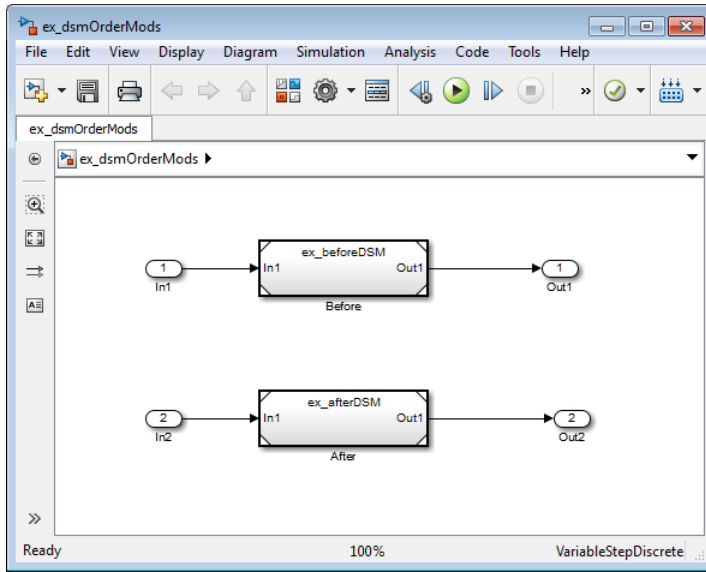 ex_dsmOrderMods
File Edit View Display Diagram Simulation Analysis Code Tools Help
»
ex_dsmOrderMods
ex_dsmOrderMods
1
In1
ex_beforeDSM
In1 Out1
Before
1
Out1
2
In2
ex_afterDSM
In1 Out1
After
2
Out2
A
»
Ready 100% VariableStepDiscrete